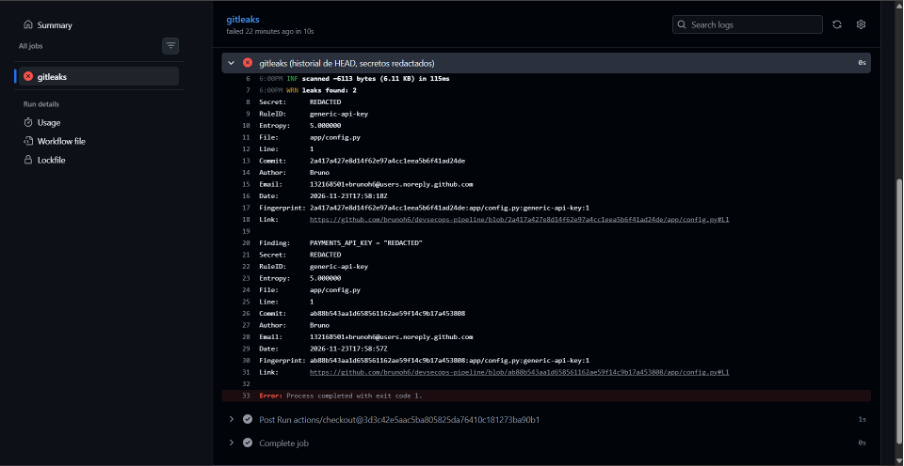 Summary
All jobs
gitleaks
Run details
Usage
Workflow file
Lockfile
gitleaks
failed 22 minutes ago in 10s
Search logs
gitleaks (historial de HEAD, secretos redactados) 0s
6 6:00PM INF scanned ~6113 bytes (6.11 KB) in 115ms
7 6:00PM WRN leaks found: 2
8 Secret: REDACTED
9 RuleID: generic-api-key
10 Entropy: 5.000000
11 File: app/config.py
12 Line: 1
13 Commit: 2a417a427e8d14f62e97a4cc1eea5b6f41ad24de
14 Author: Bruno
15 Email: 132168501+brunoh6@users.noreply.github.com
16 Date: 2026-11-23T17:58:18Z
17 Fingerprint: 2a417a427e8d14f62e97a4cc1eea5b6f41ad24de:app/config.py:generic-api-key:1
18 Link: https://github.com/brunoh6/devsecops-pipeline/blob/2a417a427e8d14f62e97a4cc1eea5b6f41ad24de/app/config.py#L1
19
20 Finding: PAYMENTS_API_KEY = "REDACTED"
21 Secret: REDACTED
22 RuleID: generic-api-key
23 Entropy: 5.000000
24 File: app/config.py
25 Line: 1
26 Commit: ab88b543aa1d658561162ae59f14c9b17a453808
27 Author: Bruno
28 Email: 132168501+brunoh6@users.noreply.github.com
29 Date: 2026-11-23T17:50:57Z
30 Fingerprint: ab88b543aa1d658561162ae59f14c9b17a453808:app/config.py:generic-api-key:1
31 Link: https://github.com/brunoh6/devsecops-pipeline/blob/ab88b543aa1d658561162ae59f14c9b17a453808/app/config.py#L1
32
33 Error: Process completed with exit code 1.
Post Run actions/checkout@3d3c42e5aac5ba805825da76410c181273ba90b1 1s
Complete job 0s